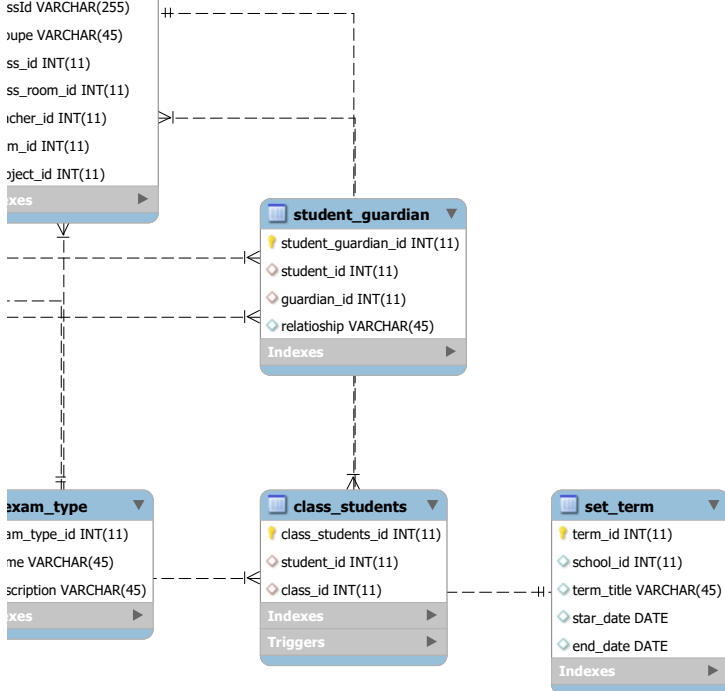 ssId VARCHAR(255)
oupe VARCHAR(45)
ss_id INT(11)
ss_room_id INT(11)
acher_id INT(11)
m_id INT(11)
bject_id INT(11)
xes
student_guardian
student_guardian_id INT(11)
student_id INT(11)
guardian_id INT(11)
relatioship VARCHAR(45)
Indexes
exam_type
am_type_id INT(11)
me VARCHAR(45)
scription VARCHAR(45)
xes
class_students
class_students_id INT(11)
student_id INT(11)
class_id INT(11)
Indexes
Triggers
set_term
term_id INT(11)
school_id INT(11)
term_title VARCHAR(45)
star_date DATE
end_date DATE
Indexes